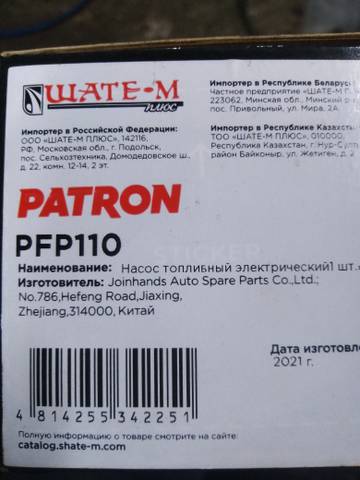 ШАТЕ-М
ПЛЮС
Импортер в Российской Федерации:
ООО «ШАТЕ-М ПЛЮС», 142116,
РФ, Московская обл., г. Подольск,
пос. Сельхозтехника, Домодедовское ш.,
д. 22, комн. 12-14, 2 эт.
Импортер в Республике Беларусь
Частное предприятие «ШАТЕ-М П
223062, Минская обл., Минский р
пос. Привольный, ул. Мира, 2А
Импортер в Республике Казахста
ТОО «ШАТЕ-М ПЛЮС», 010000,
Республика Казахстан, г. Нур-Султ
район Байконыр, ул. Жетиген, д.
PATRON
PFP110
STICKER
Наименование: Насос топливный электрический1 шт.
Изготовитель: Joinhands Auto Spare Parts Co.,Ltd.;
No.786,Hefeng Road,Jiaxing,
Zhejiang,314000, Китай
Дата изготовле
2021 г.
4 814255 342251
Полную информацию о товаре смотрите на сайте
catalog.shate-m.com